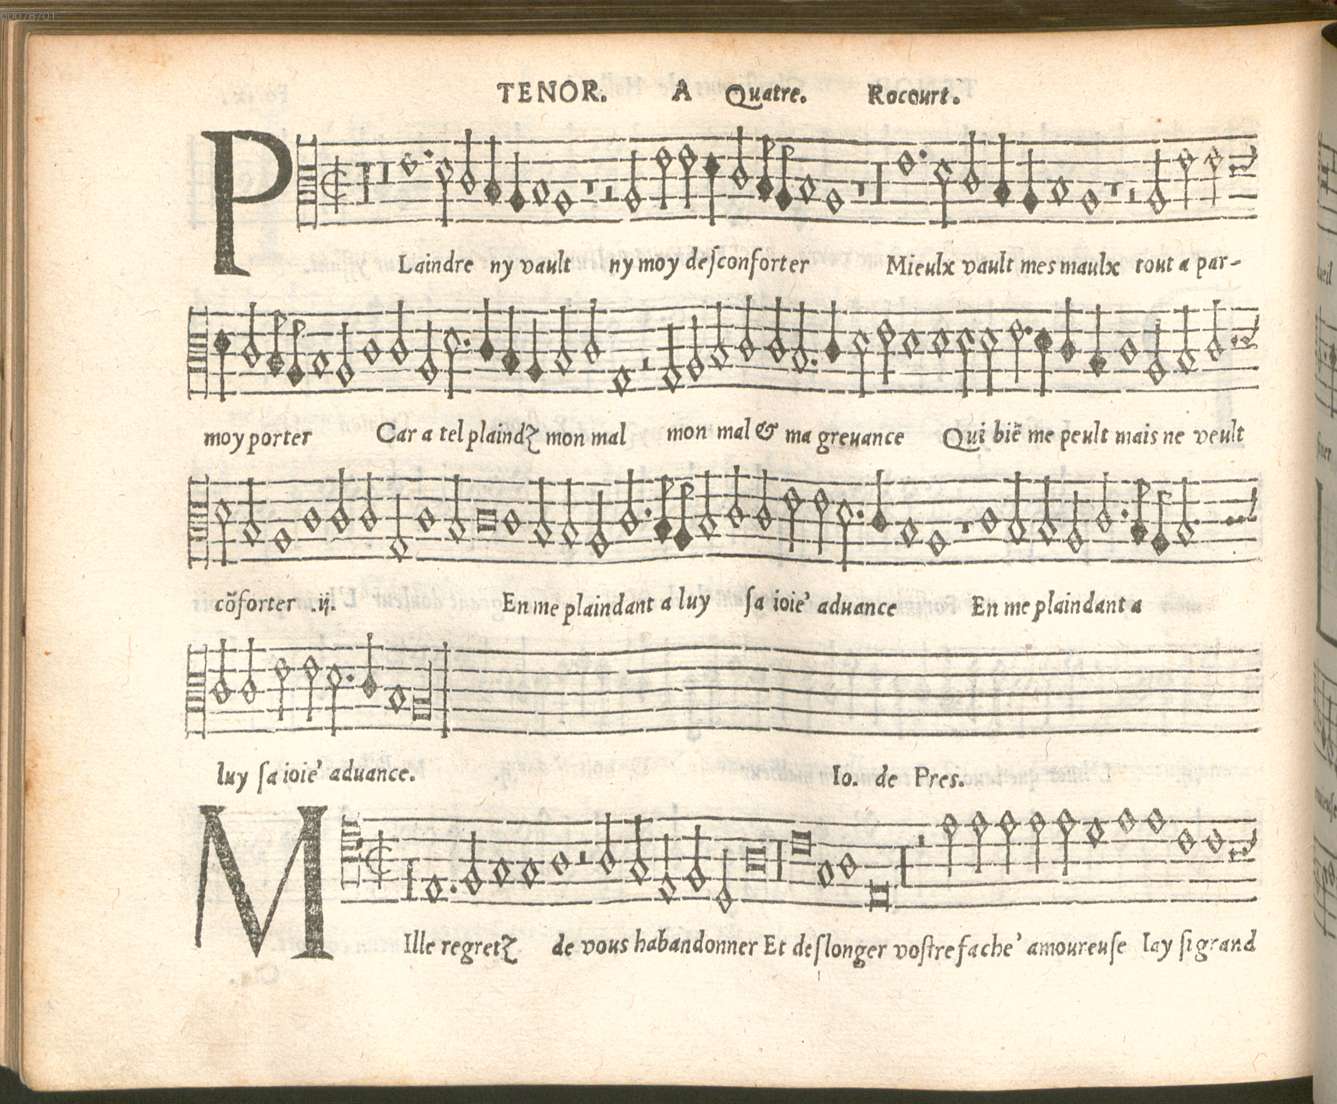 00078701
TENOR. A Quatre. Rocourt.
PLaindre ny vault ny moy desconforter Mieulx vault mes maulx tout a par-
moy porter Car a tel plaindꝫ mon mal mon mal & ma greuance Qui biẽ me peult mais ne veult
cõforter .ij. En me plaindant a luy sa ioie' aduance En me plaindant a
luy sa ioie' aduance.
Io. de Pres.
MIlle regretꝫ de vous habandonner Et deslonger vostre fache' amoureuse Iay si grand